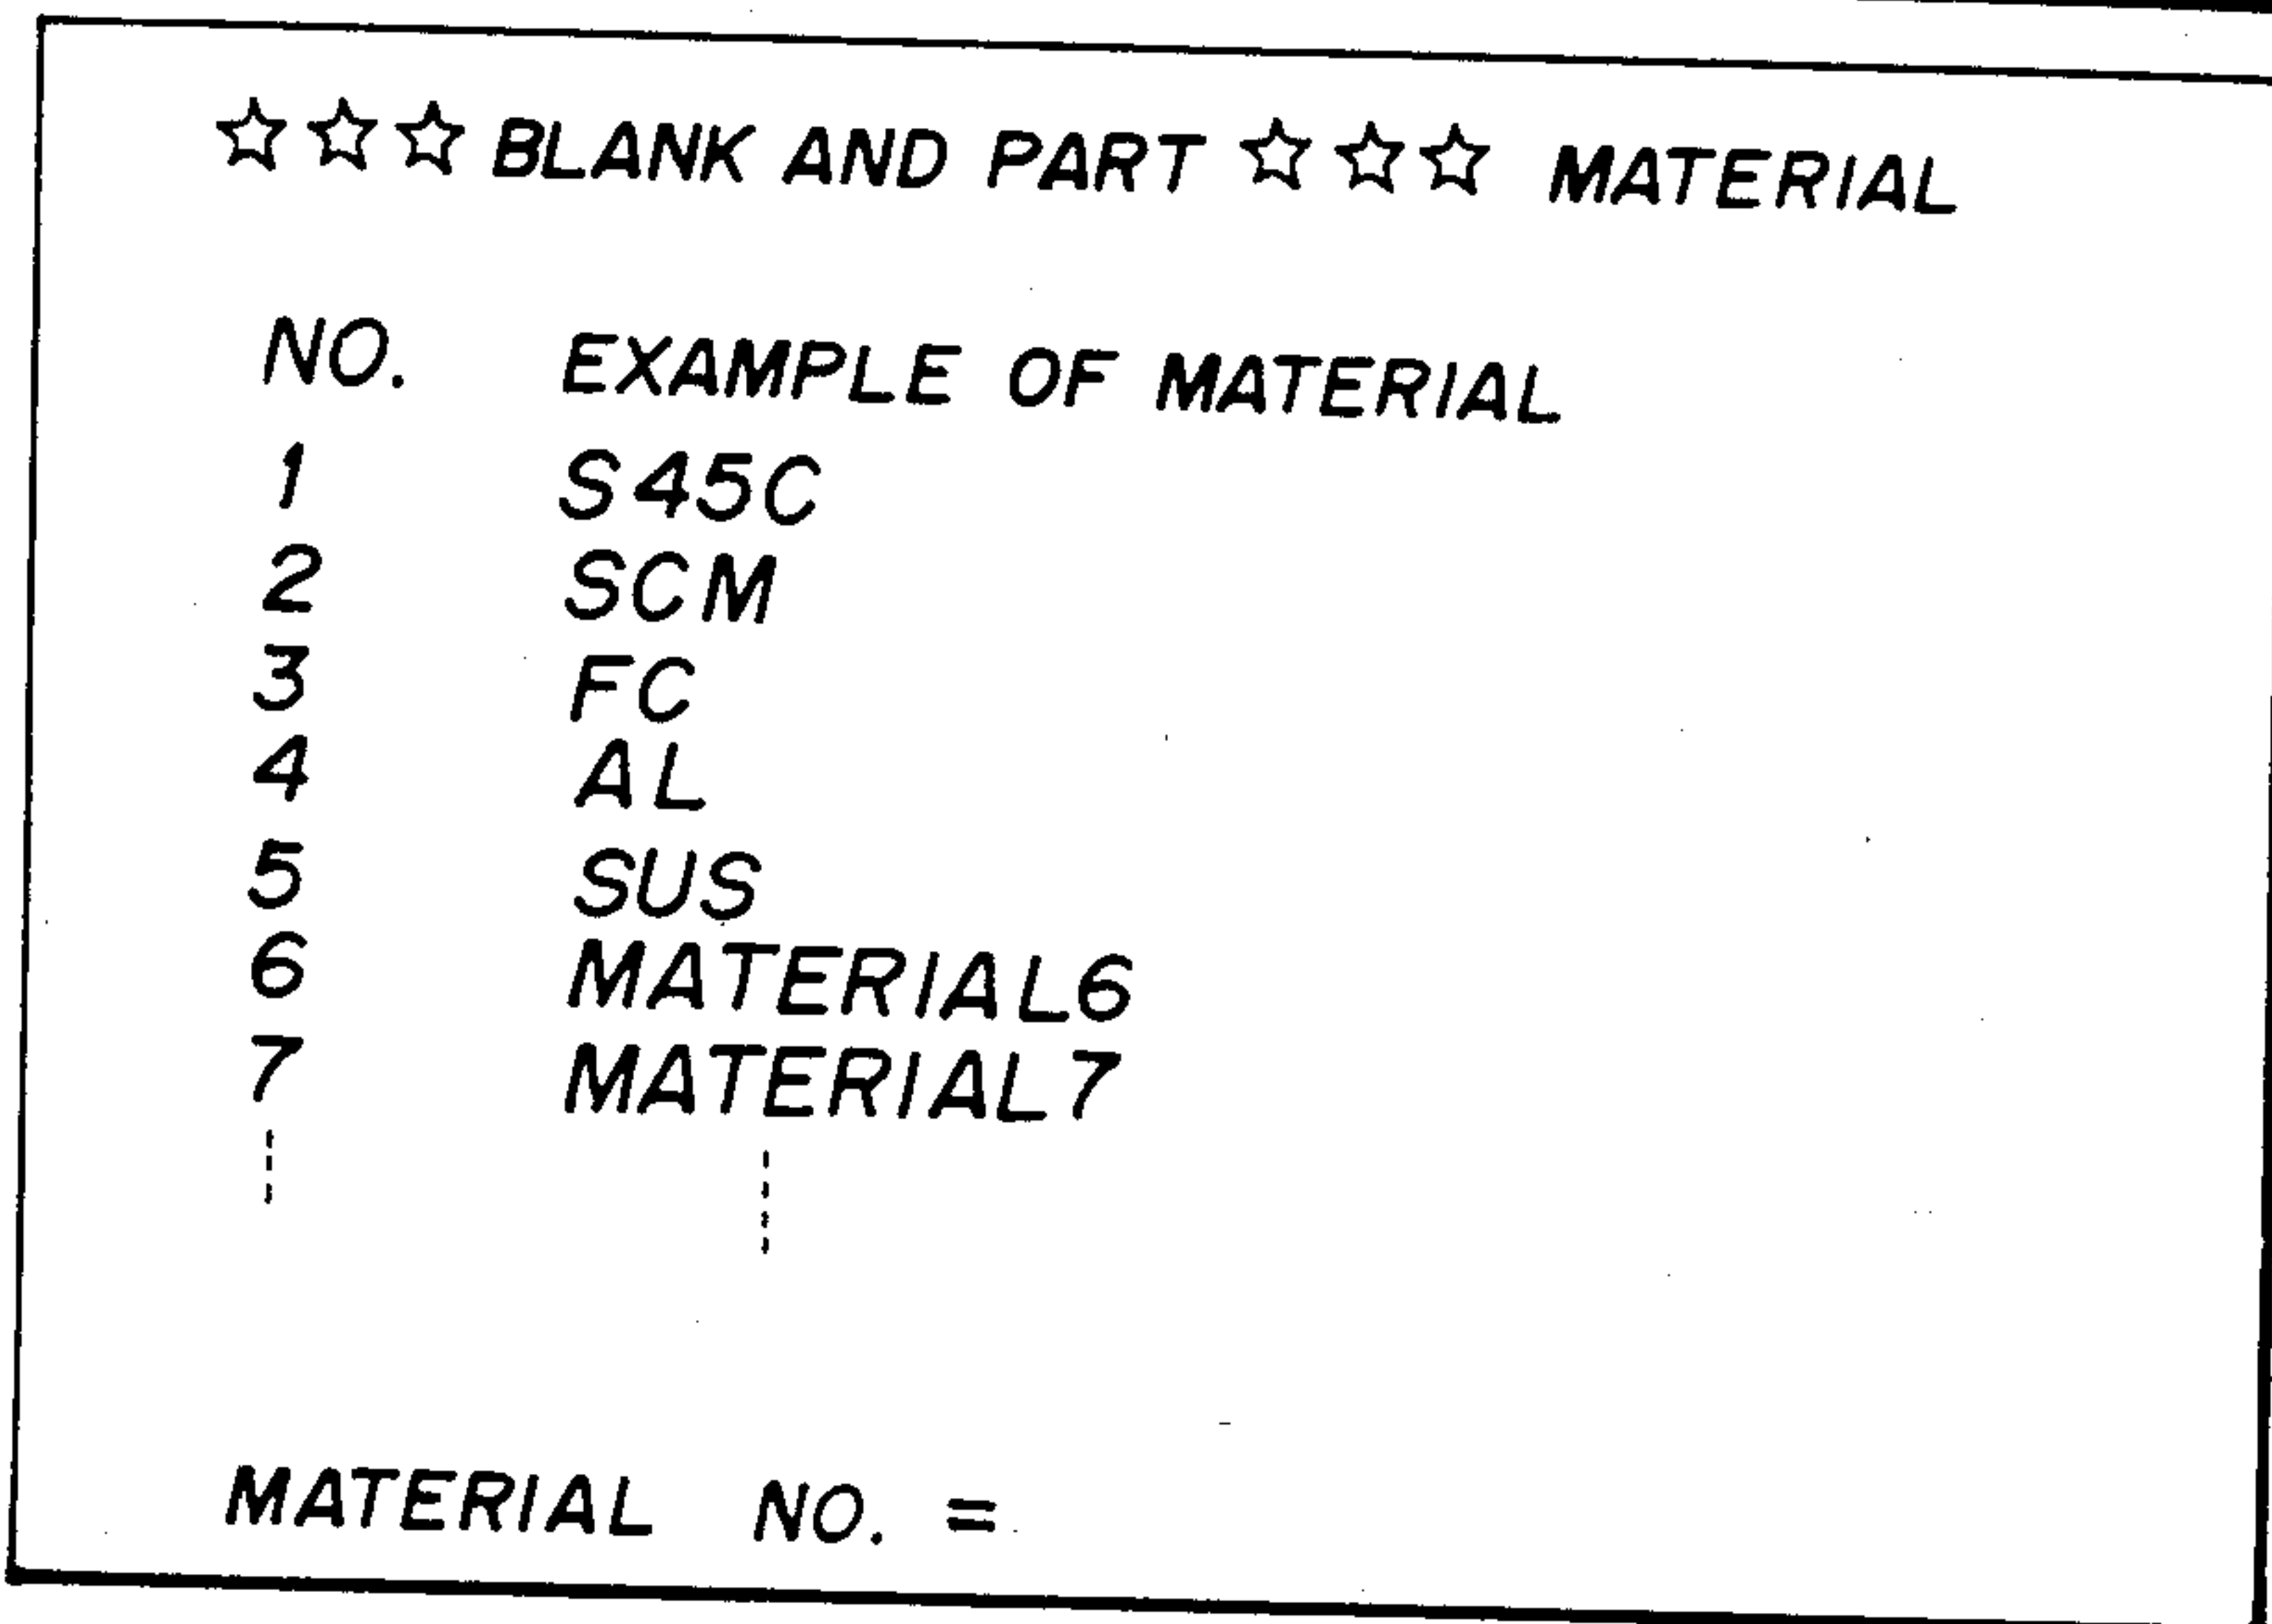 ☆☆☆ BLANK AND PART ☆☆☆ MATERIAL
NO. EXAMPLE OF MATERIAL
1 S45C
2 SCM
3 FC
4 AL
5 SUS
6 MATERIAL6
7 MATERIAL7
MATERIAL NO. =